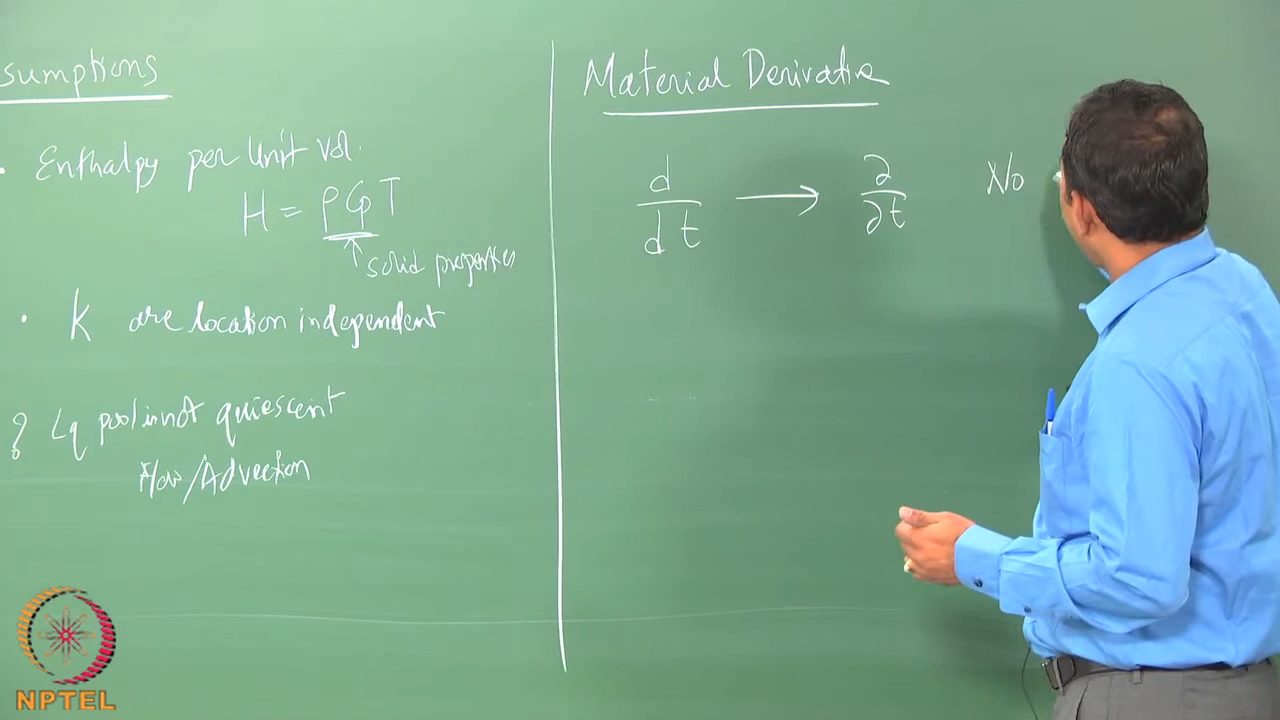 sumptions
. Enthalpy per Unit vol.
H = ρCpT
↑ solid properties
. K are location independent
? Lq pool in not quiescent
Flow/Advection
Material Derivative
d/dt → ∂/∂t No
NPTEL